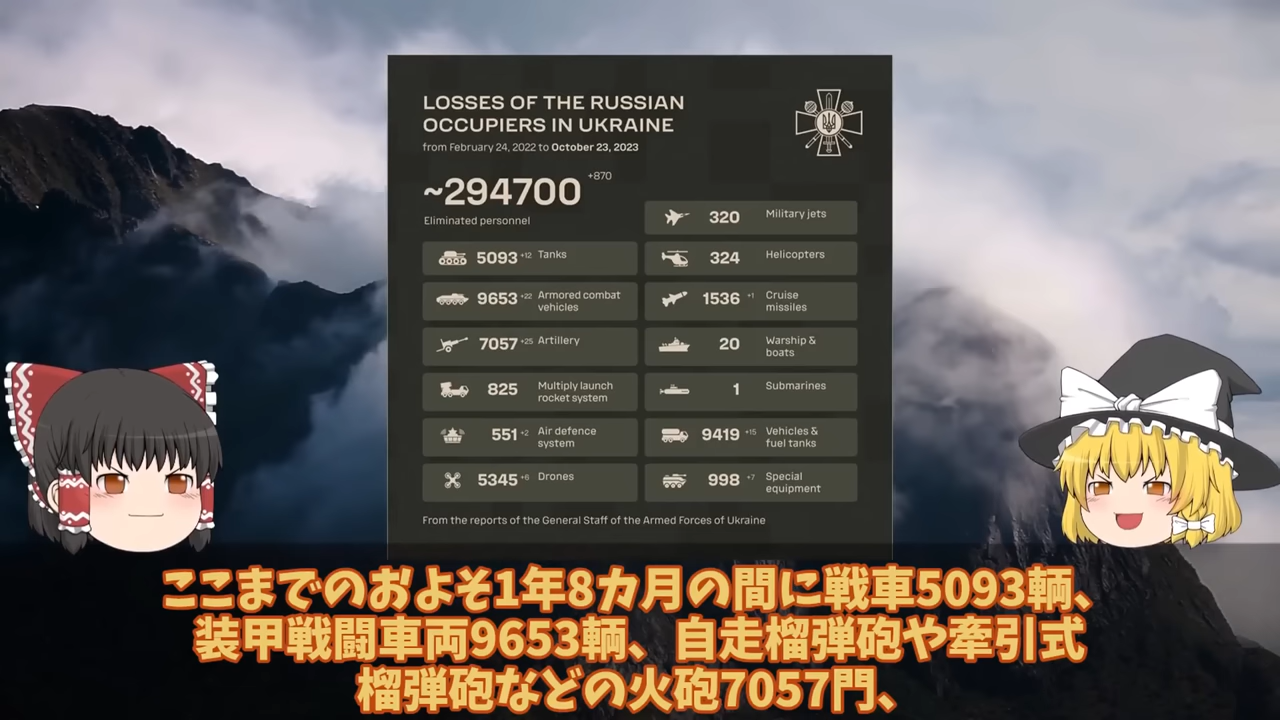 LOSSES OF THE RUSSIAN
OCCUPIERS IN UKRAINE
from February 24, 2022 to October 23, 2023
~294700 +870
Eliminated personnel
320 Military jets
5093 +12 Tanks
324 Helicopters
9653 +22 Armored combat
vehicles
1536 +1 Cruise
missiles
7057 +25 Artillery
20 Warship &
boats
825 Multiply launch
rocket system
1 Submarines
551 +2 Air defence
system
9419 +15 Vehicles &
fuel tanks
5345 +6 Drones
998 +7 Special
equipment
From the reports of the General Staff of the Armed Forces of Ukraine
ここまでのおよそ1年8カ月の間に戦車5093輌、
装甲戦闘車両9653輌、自走榴弾砲や牽引式
榴弾砲などの火砲7057門、